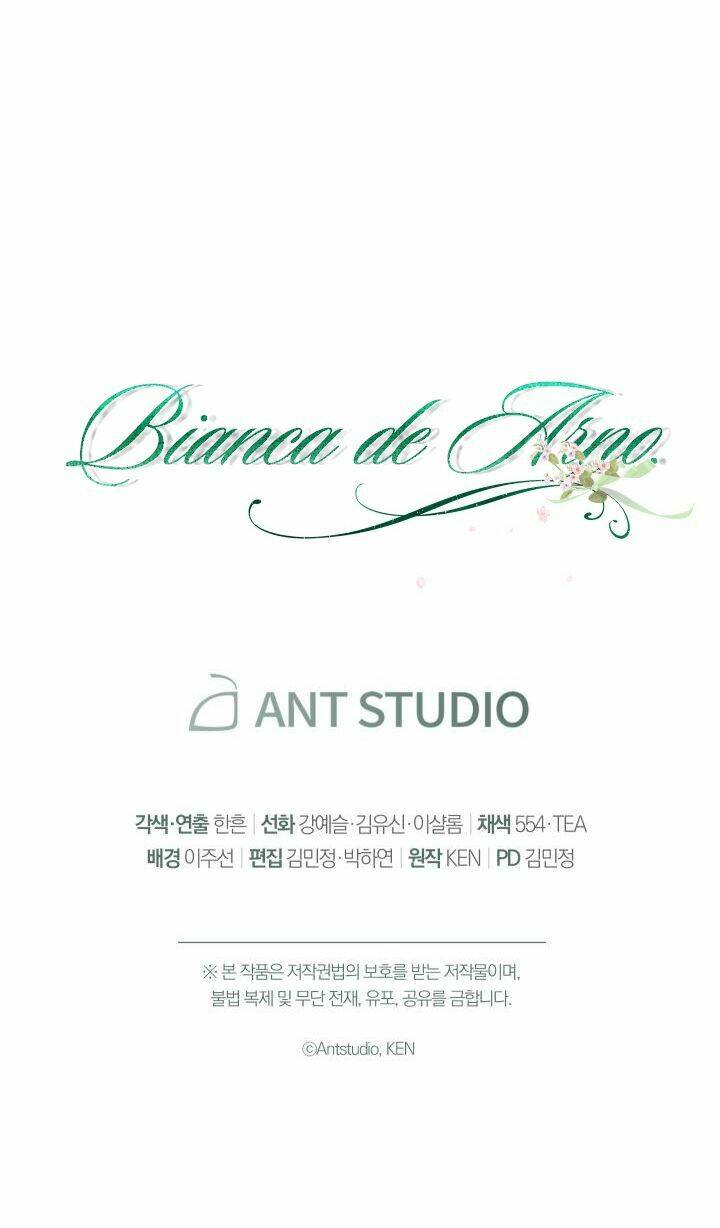 Bianca de Arno.
ANT STUDIO
각색·연출 한흔 | 선화 강예슬·김유신·이샬롬 | 채색 554·TEA
배경 이주선 | 편집 김민정·박하연 | 원작 KEN | PD 김민정
※ 본 작품은 저작권법의 보호를 받는 저작물이며,
불법 복제 및 무단 전재, 유포, 공유를 금합니다.
ⓒAntstudio, KEN